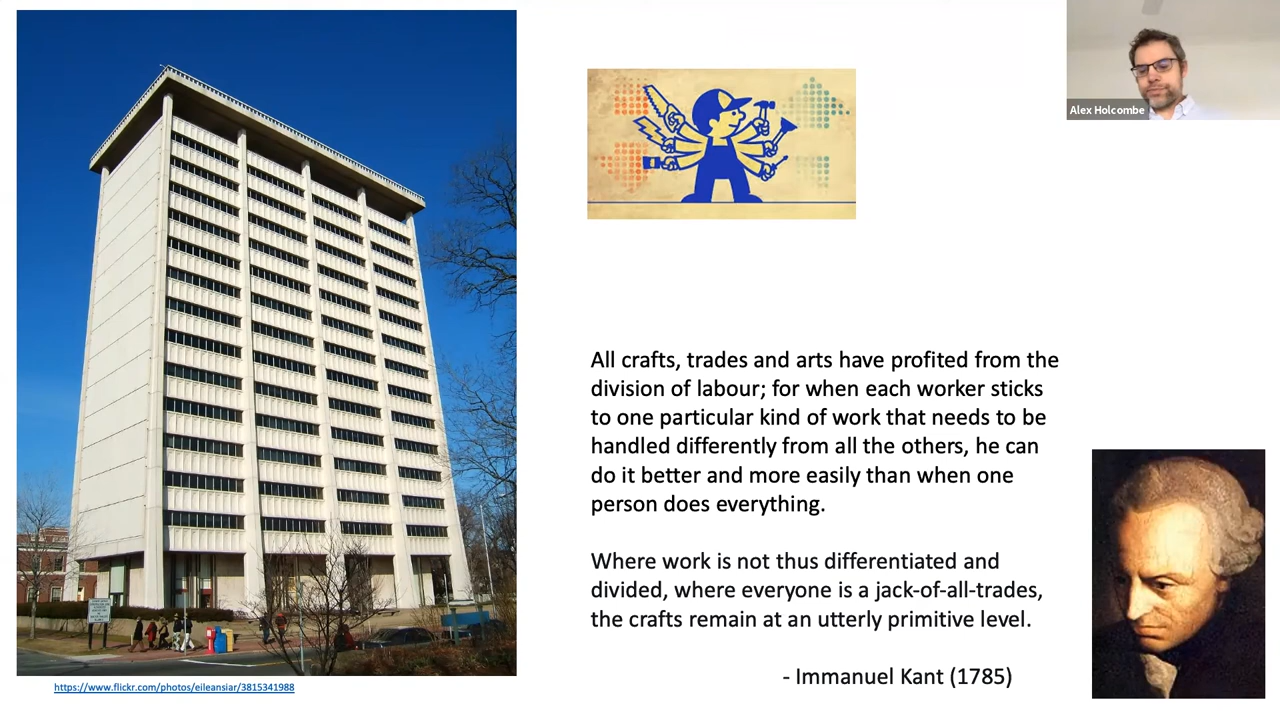 Alex Holcombe
All crafts, trades and arts have profited from the
division of labour; for when each worker sticks
to one particular kind of work that needs to be
handled differently from all the others, he can
do it better and more easily than when one
person does everything.
Where work is not thus differentiated and
divided, where everyone is a jack-of-all-trades,
the crafts remain at an utterly primitive level.
- Immanuel Kant (1785)
https://www.flickr.com/photos/eileansiar/3815341988